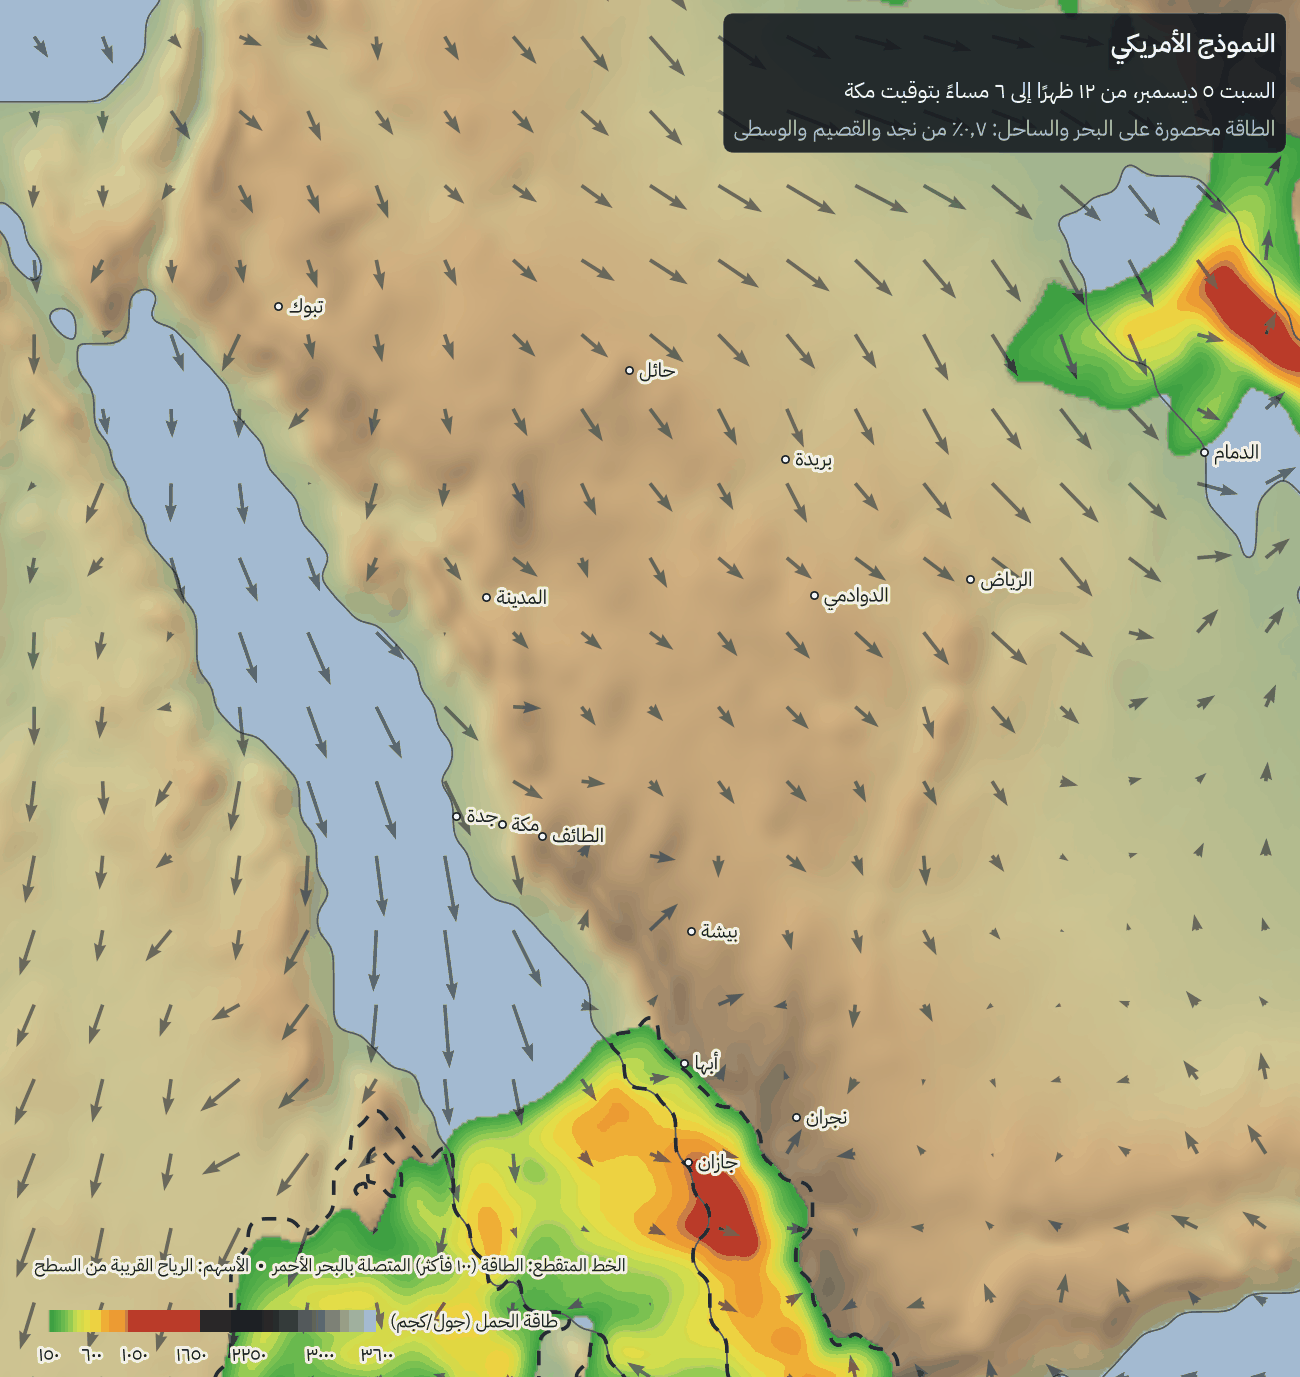 النموذج الأمريكي
السبت ٥ ديسمبر، من ١٢ ظهرًا إلى ٦ مساءً بتوقيت مكة
الطاقة محصورة على البحر والساحل: ٠,٧٪ من نجد والقصيم والوسطى
تبوك
حائل
بريدة
الدمام
الرياض
الدوادمي
المدينة
جدة
مكة
الطائف
بيشة
أبها
نجران
جازان
الخط المتقطع: الطاقة (١٠٠ فأكثر) المتصلة بالبحر الأحمر • الأسهم: الرياح القريبة من السطح
طاقة الحمل (جول/كجم)
١٥٠ ٦٠٠ ١٠٥٠ ١٦٥٠ ٢٢٥٠ ٣٠٠٠ ٣٦٠٠